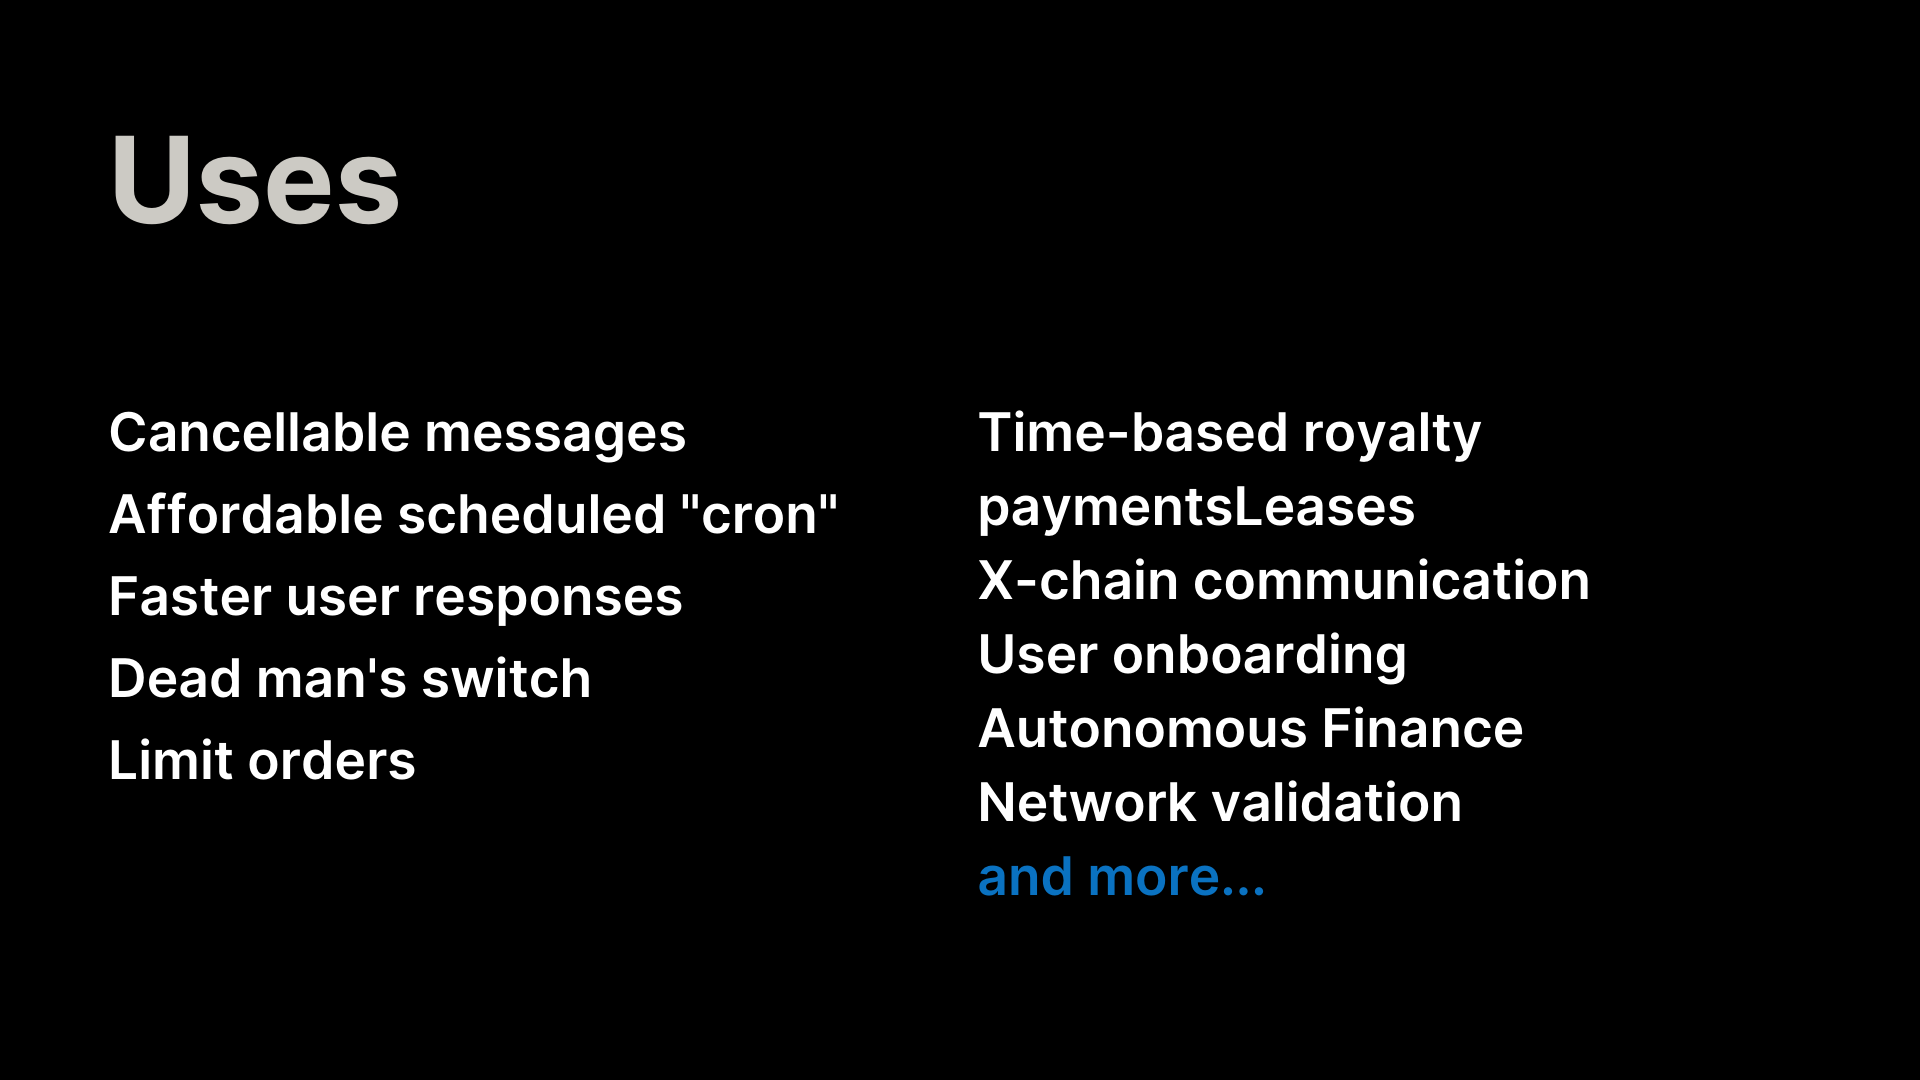 Uses
Cancellable messages
Affordable scheduled "cron"
Faster user responses
Dead man's switch
Limit orders
Time-based royalty
paymentsLeases
X-chain communication
User onboarding
Autonomous Finance
Network validation
and more...